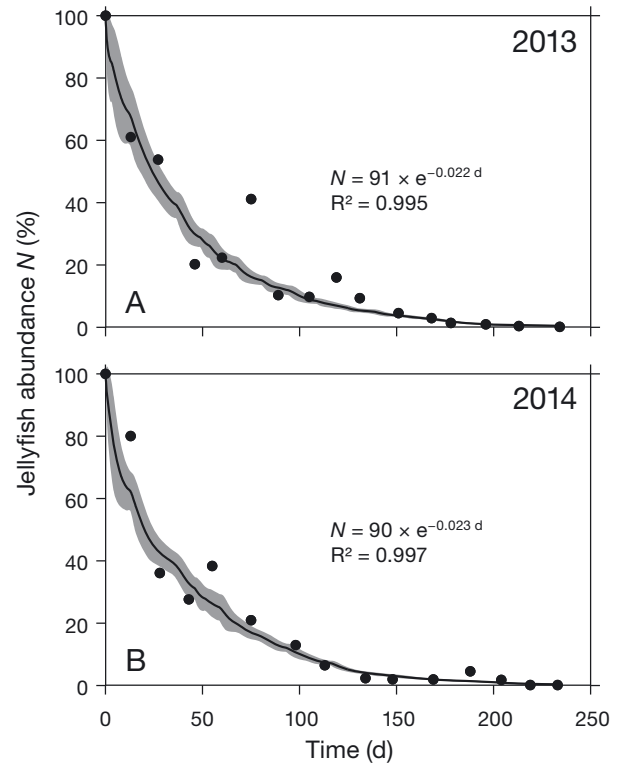 Jellyfish abundance N (%)
100
80
60
40
20
0
2013
N = 91 × e−0.022 d
R² = 0.995
A
100
80
60
40
20
0
2014
N = 90 × e−0.023 d
R² = 0.997
B
0 50 100 150 200 250
Time (d)